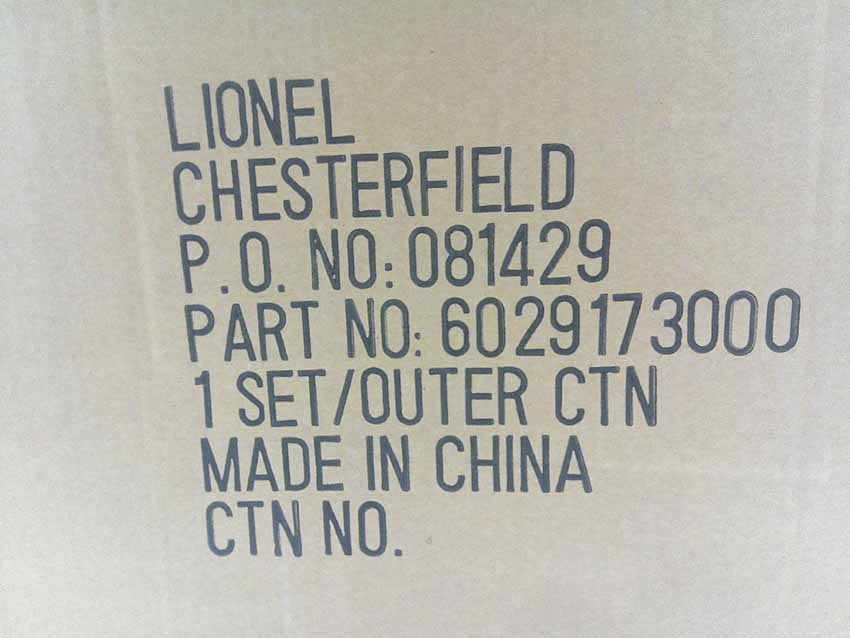 LIONEL
CHESTERFIELD
P.O. NO: 081429
PART NO: 6029173000
1 SET/OUTER CTN
MADE IN CHINA
CTN NO.